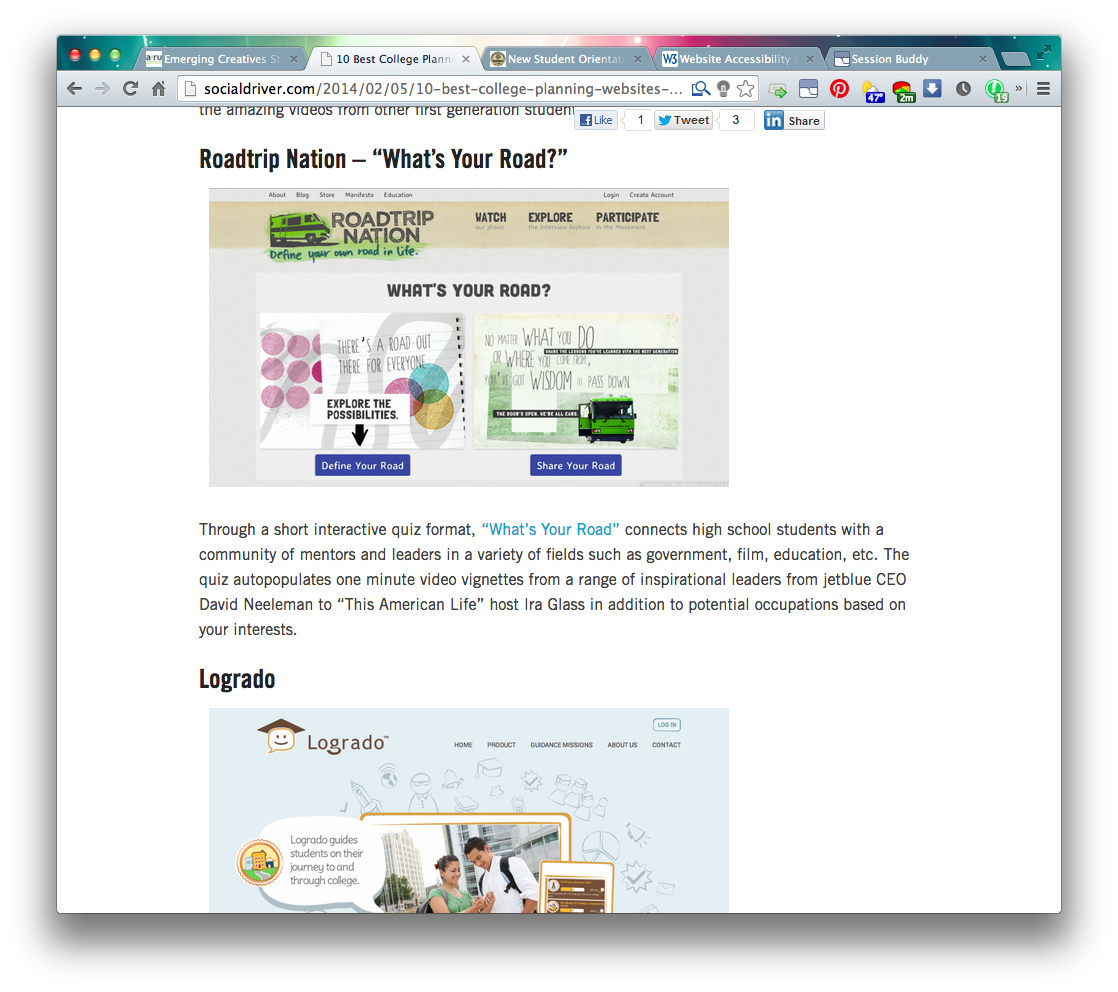 Emerging Creatives St
10 Best College Planni
New Student Orientati
W3 Website Accessibility C
Session Buddy
socialdriver.com/2014/02/05/10-best-college-planning-websites-...
47°
2m
19
»
the amazing videos from other first generation student
Like 1 Tweet 3 in Share
Roadtrip Nation – “What’s Your Road?”
About Blog Store Manifesto Education Login Create Account
ROADTRIP
NATION
Define your own road in life.
WATCH EXPLORE PARTICIPATE
our shows the Interview Archive in the Movement
WHAT'S YOUR ROAD?
THERE'S A ROAD OUT
THERE FOR EVERYONE.
EXPLORE THE
POSSIBILITIES.
Define Your Road
NO MATTER WHAT YOU DO
SHARE THE LESSONS YOU'VE LEARNED WITH THE NEXT GENERATION.
OR WHERE YOU COME FROM,
YOU'VE GOT WISDOM TO PASS DOWN.
THE DOOR'S OPEN. WE'RE ALL EARS.
Share Your Road
Through a short interactive quiz format, “What’s Your Road” connects high school students with a
community of mentors and leaders in a variety of fields such as government, film, education, etc. The
quiz autopopulates one minute video vignettes from a range of inspirational leaders from jetblue CEO
David Neeleman to “This American Life” host Ira Glass in addition to potential occupations based on
your interests.
Logrado
LOG IN
Logrado™
HOME PRODUCT GUIDANCE MISSIONS ABOUT US CONTACT
Logrado guides
students on their
journey to and
through college.